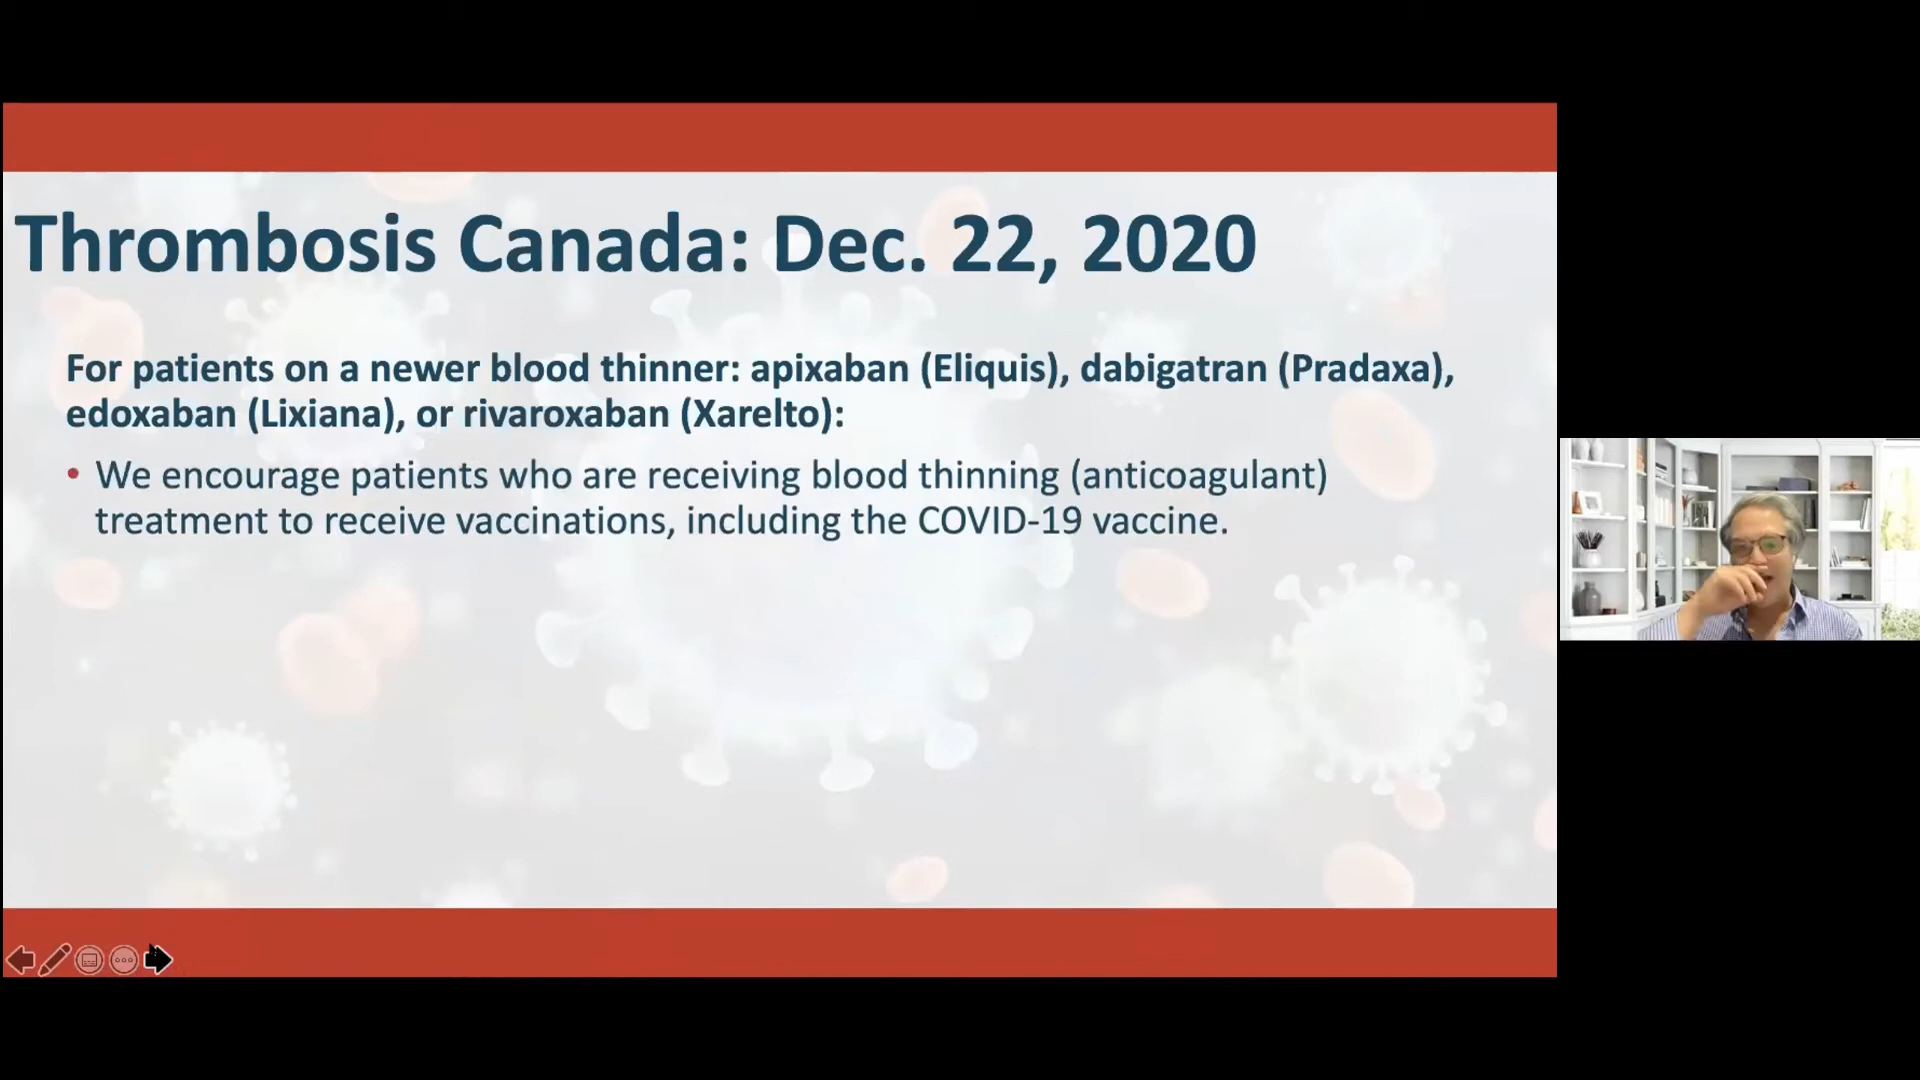 Thrombosis Canada: Dec. 22, 2020
For patients on a newer blood thinner: apixaban (Eliquis), dabigatran (Pradaxa),
edoxaban (Lixiana), or rivaroxaban (Xarelto):
• We encourage patients who are receiving blood thinning (anticoagulant)
treatment to receive vaccinations, including the COVID-19 vaccine.